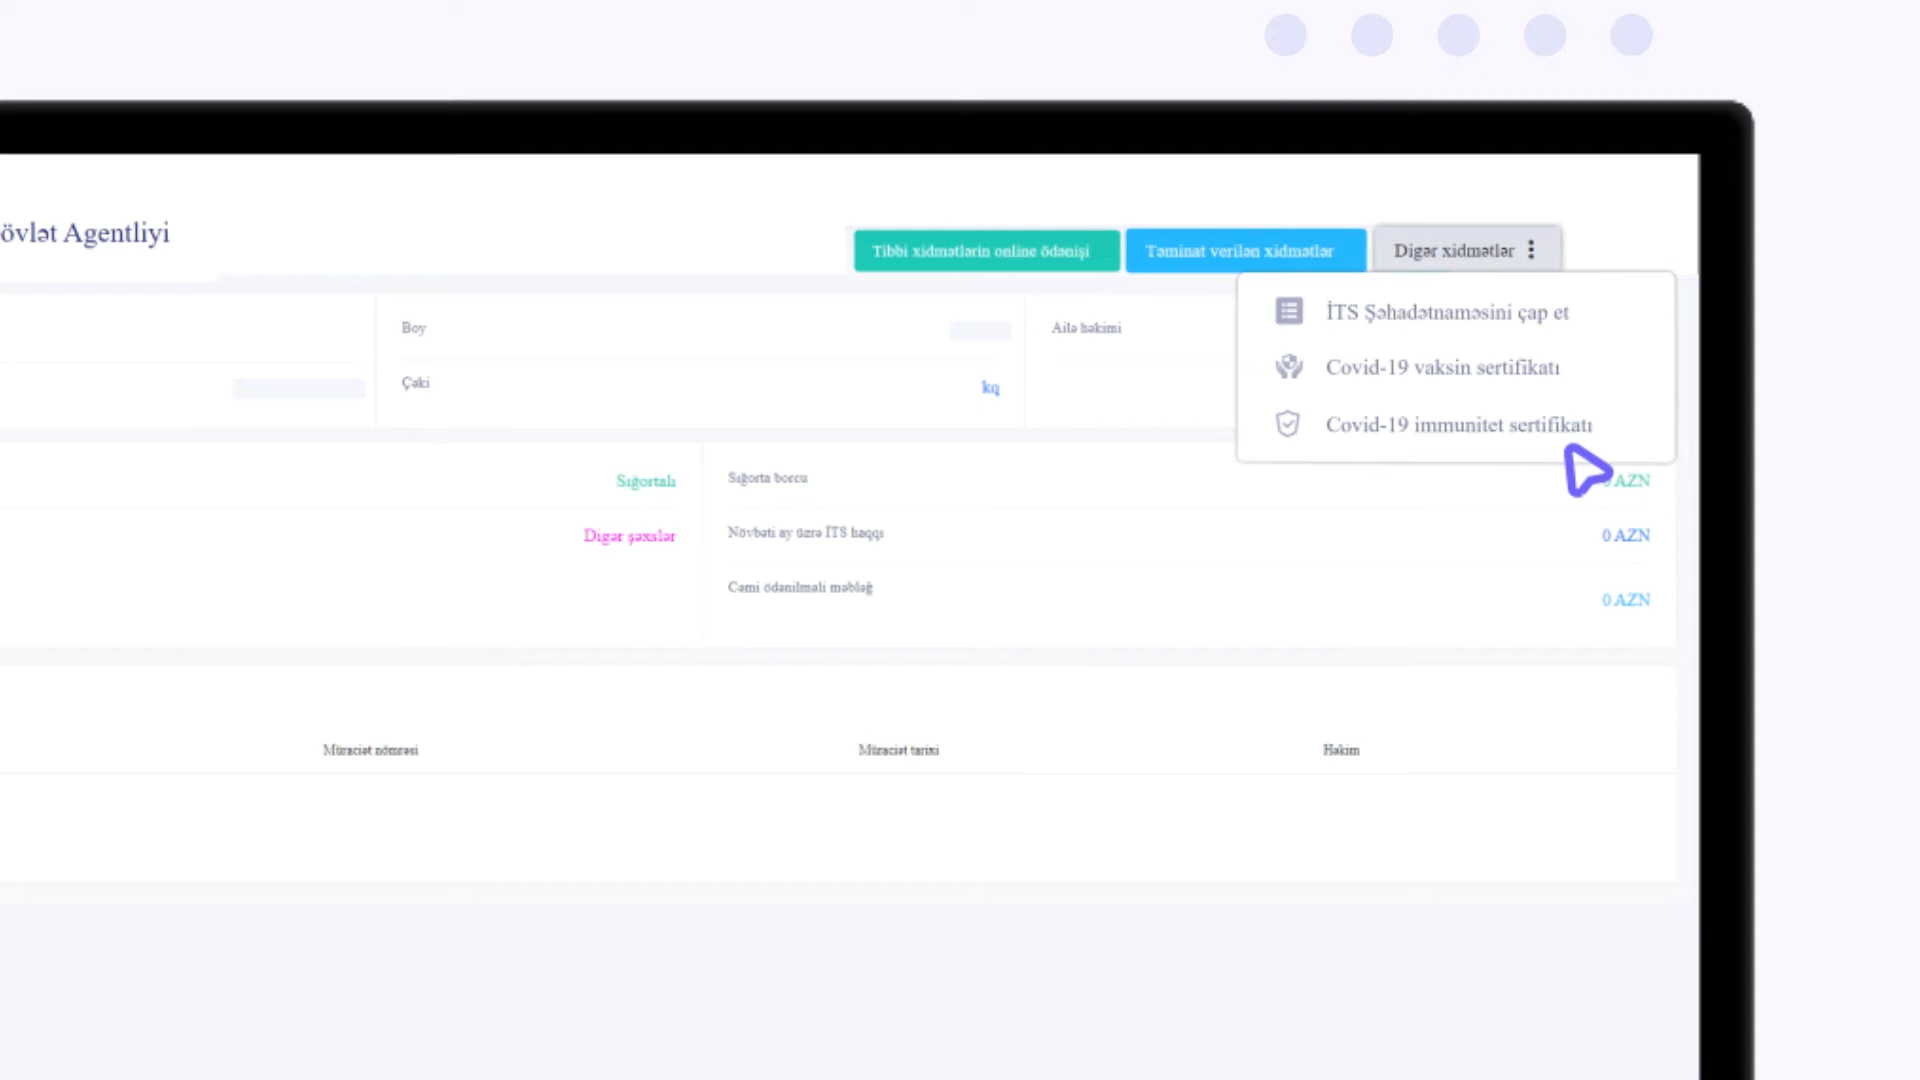 övlət Agentliyi
Tibbi xidmətlərin online ödənişi
Təminat verilən xidmətlər
Digər xidmətlər
İTS Şəhadətnaməsini çap et
Covid-19 vaksin sertifikatı
Covid-19 immunitet sertifikatı
Boy
Ailə həkimi
Çəki
kq
Sığortalı
Sığorta borcu
0 AZN
Digər şəxslər
Növbəti ay üzrə İTS haqqı
0 AZN
Cəmi ödənilməli məbləğ
0 AZN
Müraciət nömrəsi
Müraciət tarixi
Həkim